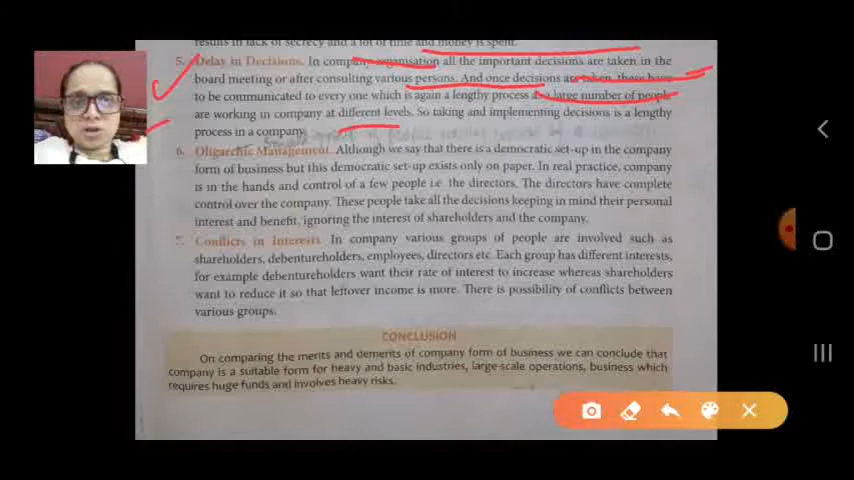 results in lack of secrecy and a lot of time and money is spent.
5. Delay in Decisions. In company organisation all the important decisions are taken in the
board meeting or after consulting various persons. And once decisions are taken, these have
to be communicated to every one which is again a lengthy process as a large number of people
are working in company at different levels. So taking and implementing decisions is a lengthy
process in a company.
6. Oligarchic Management. Although we say that there is a democratic set-up in the company
form of business but this democratic set-up exists only on paper. In real practice, company
is in the hands and control of a few people i.e. the directors. The directors have complete
control over the company. These people take all the decisions keeping in mind their personal
interest and benefit, ignoring the interest of shareholders and the company.
7. Conflicts in Interests. In company various groups of people are involved such as
shareholders, debentureholders, employees, directors etc. Each group has different interests,
for example debentureholders want their rate of interest to increase whereas shareholders
want to reduce it so that leftover income is more. There is possibility of conflicts between
various groups.
CONCLUSION
On comparing the merits and demerits of company form of business we can conclude that
company is a suitable form for heavy and basic industries, large-scale operations, business which
requires huge funds and involves heavy risks.